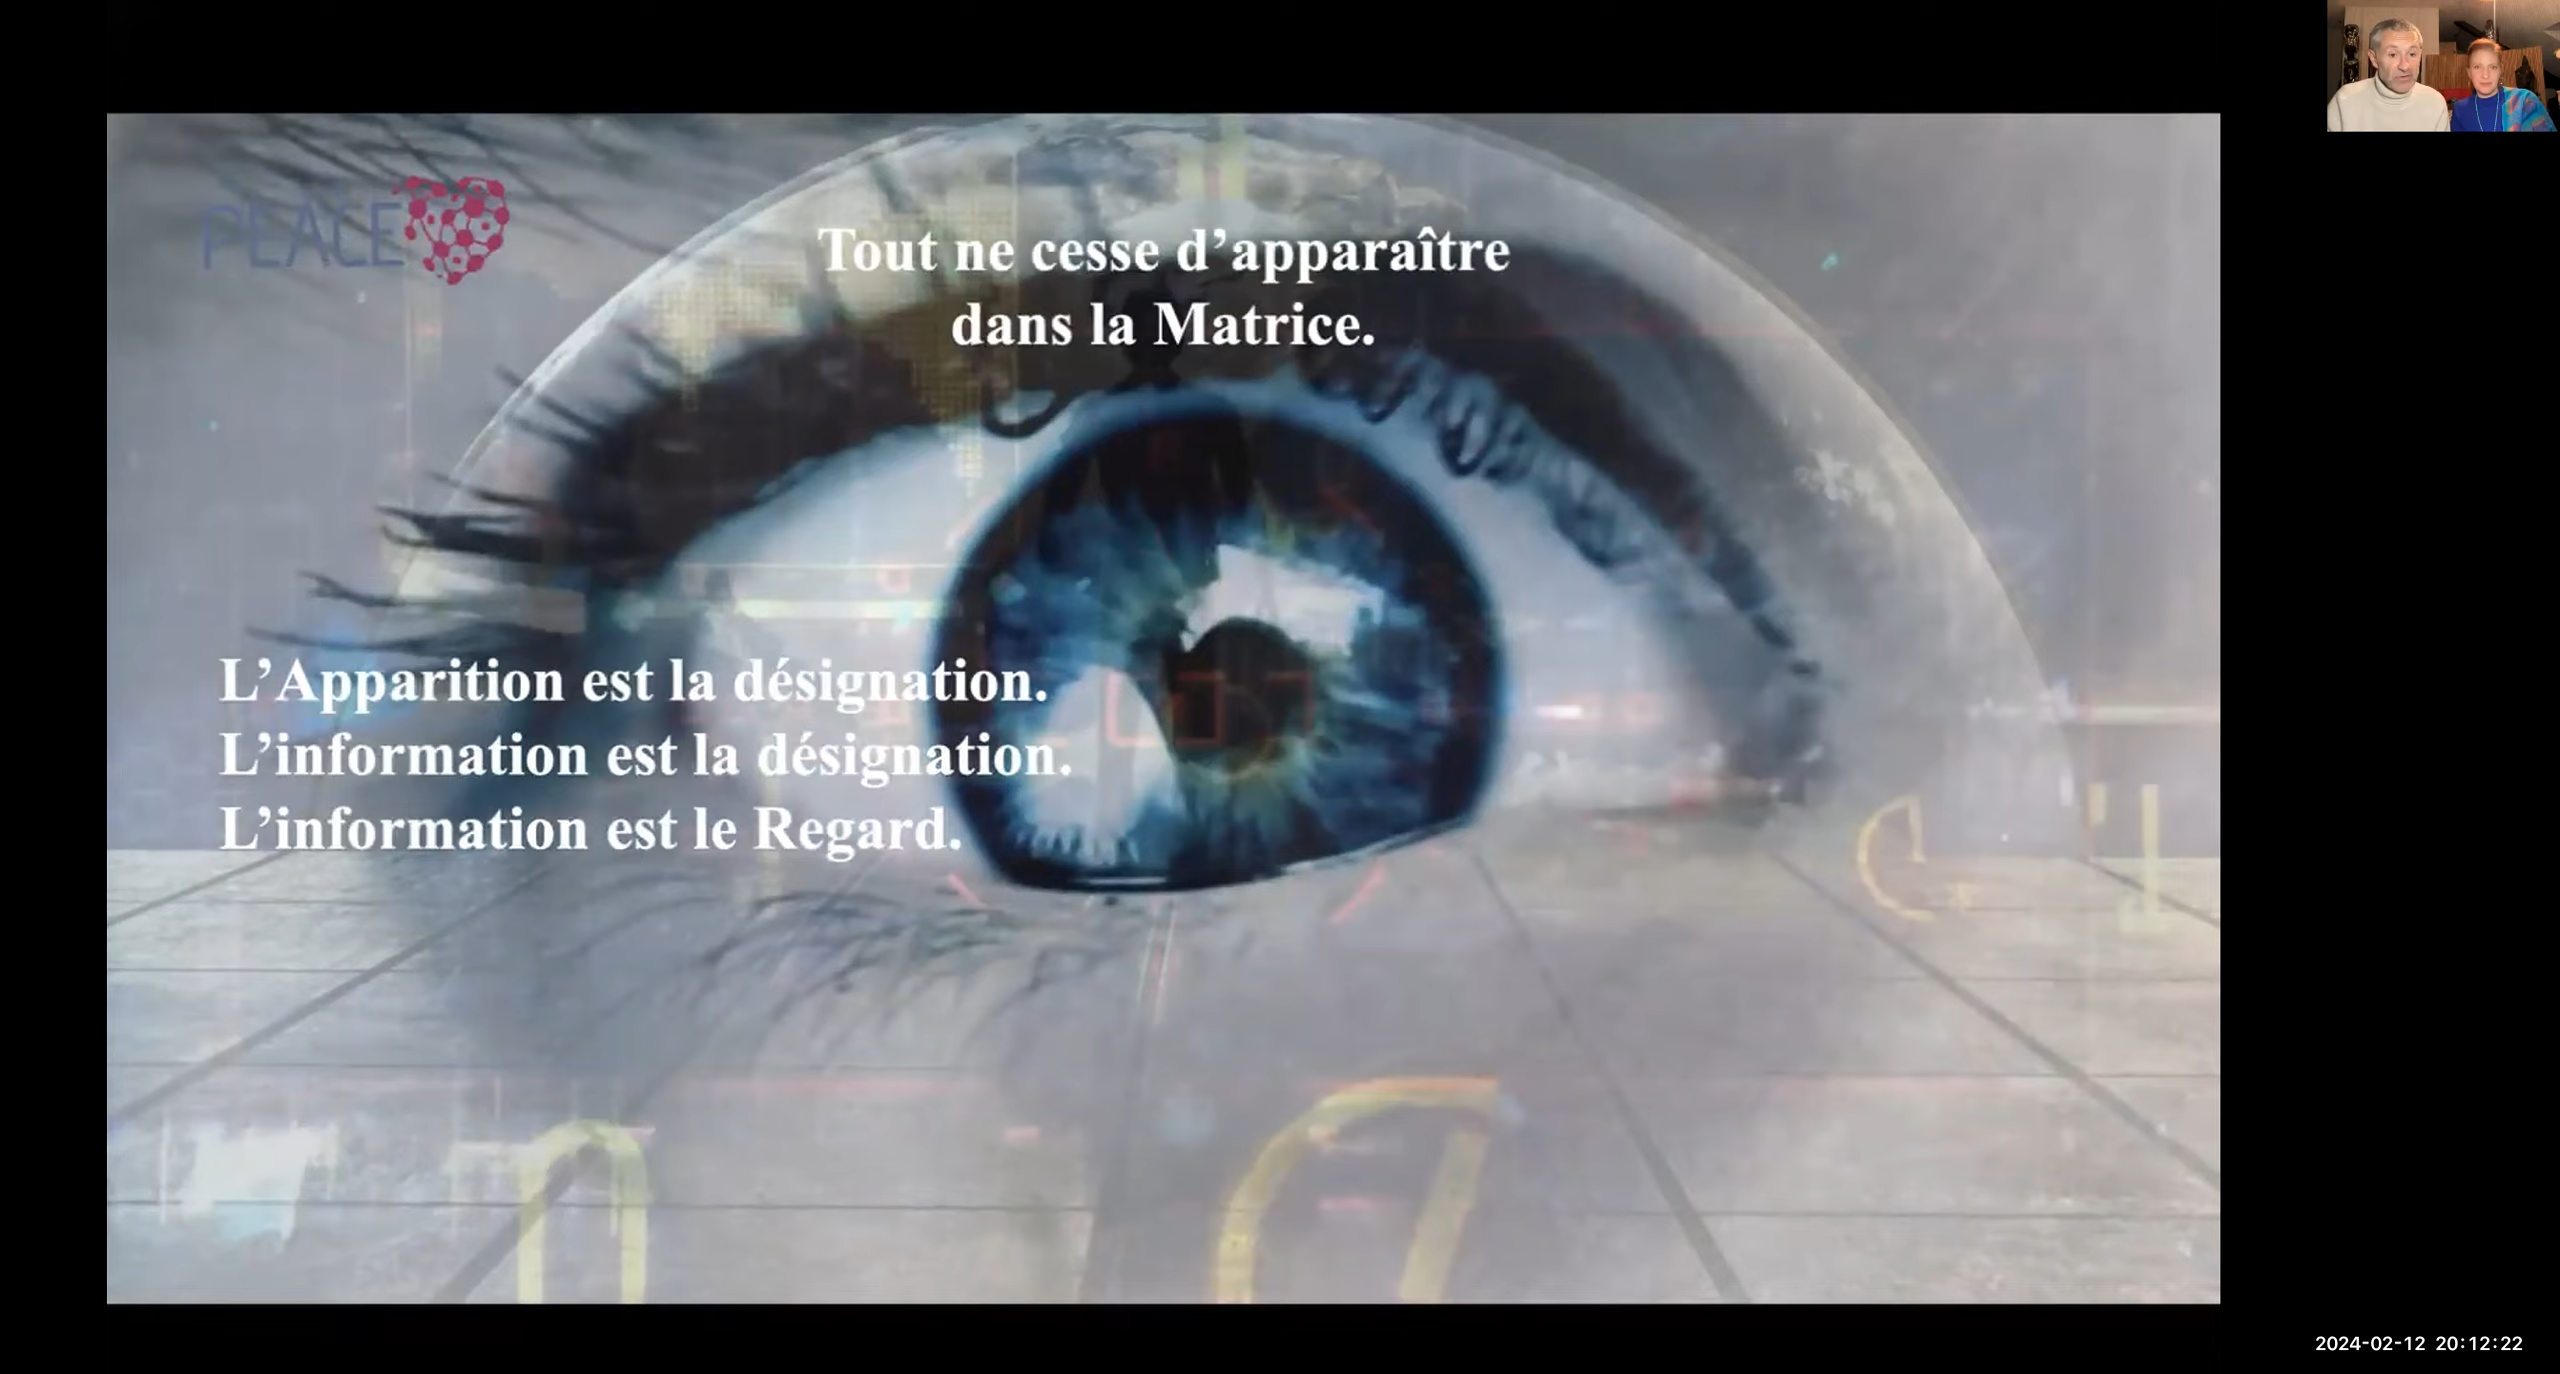 PLACE
Tout ne cesse d’apparaître
dans la Matrice.
L’Apparition est la désignation.
L’information est la désignation.
L’information est le Regard.
2024-02-12 20:12:22